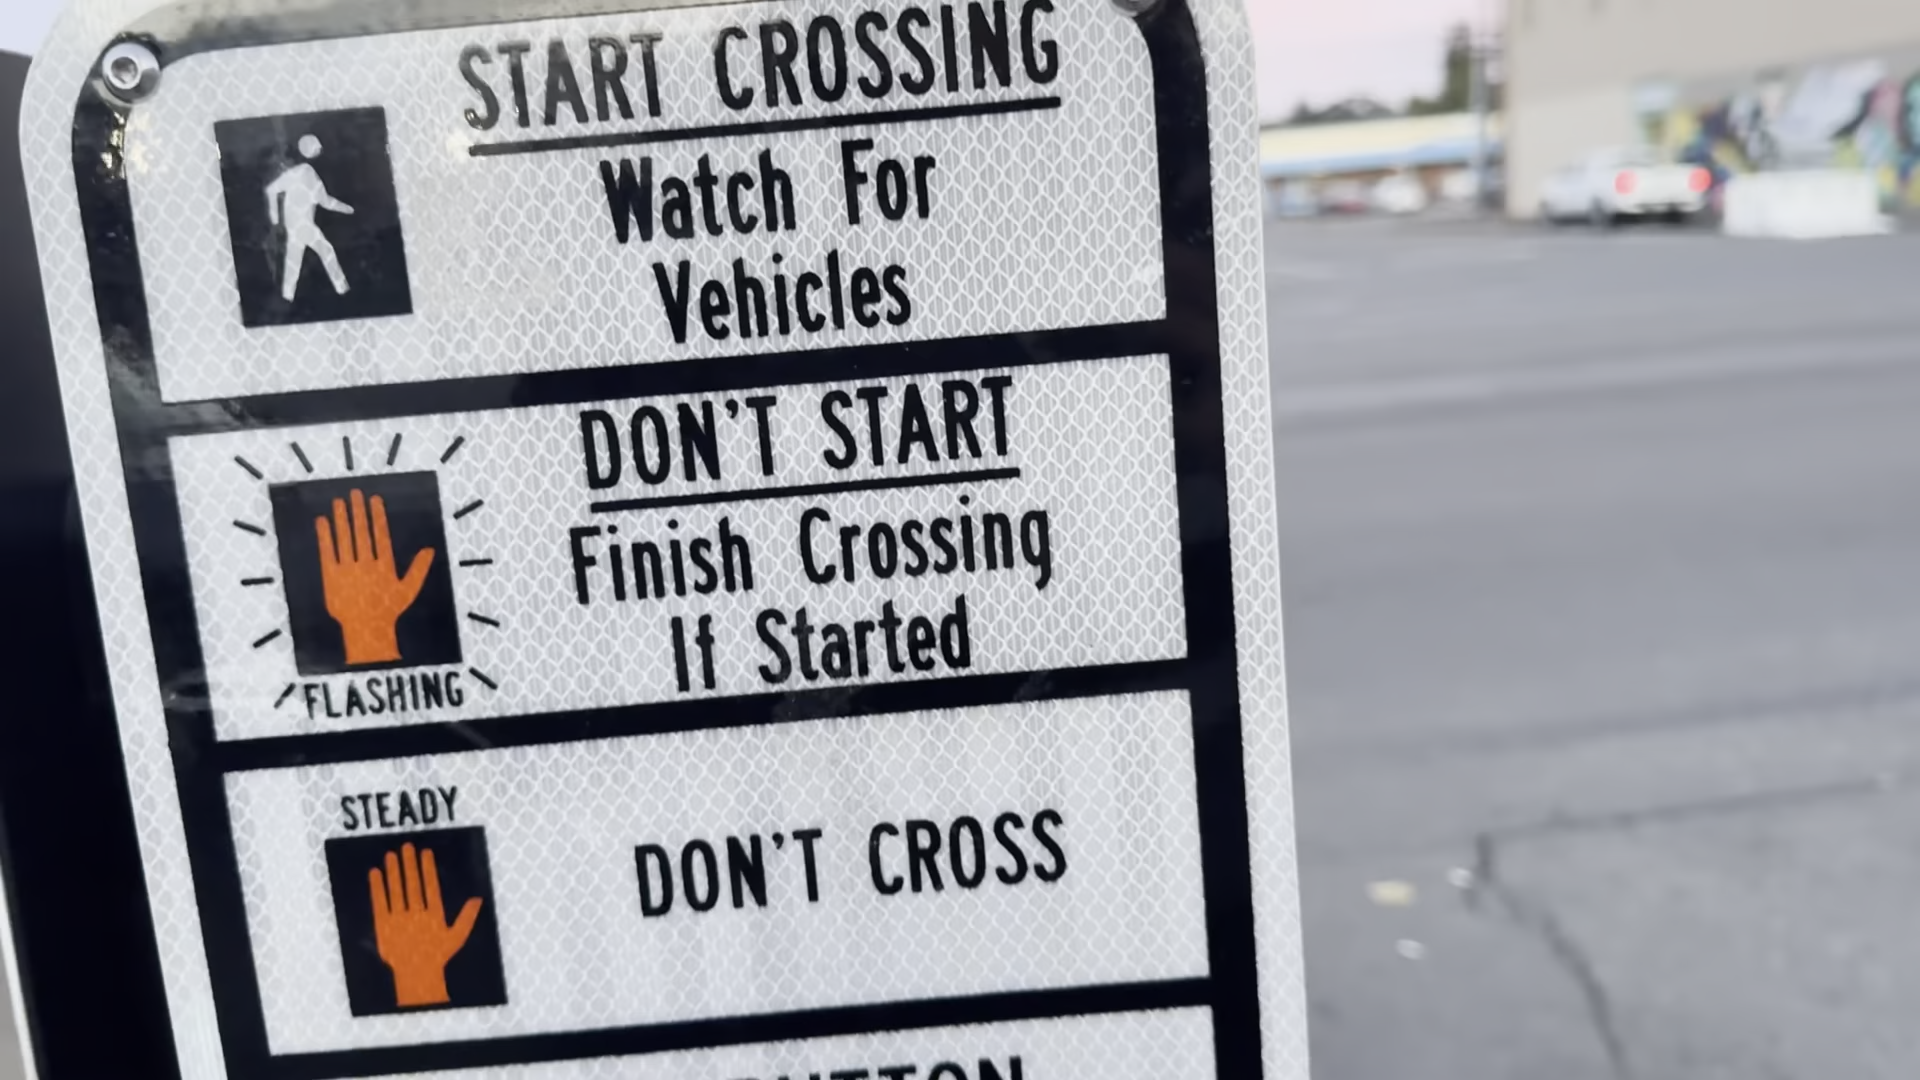 START CROSSING
Watch For
Vehicles
DON'T START
Finish Crossing
If Started
FLASHING
STEADY
DON'T CROSS